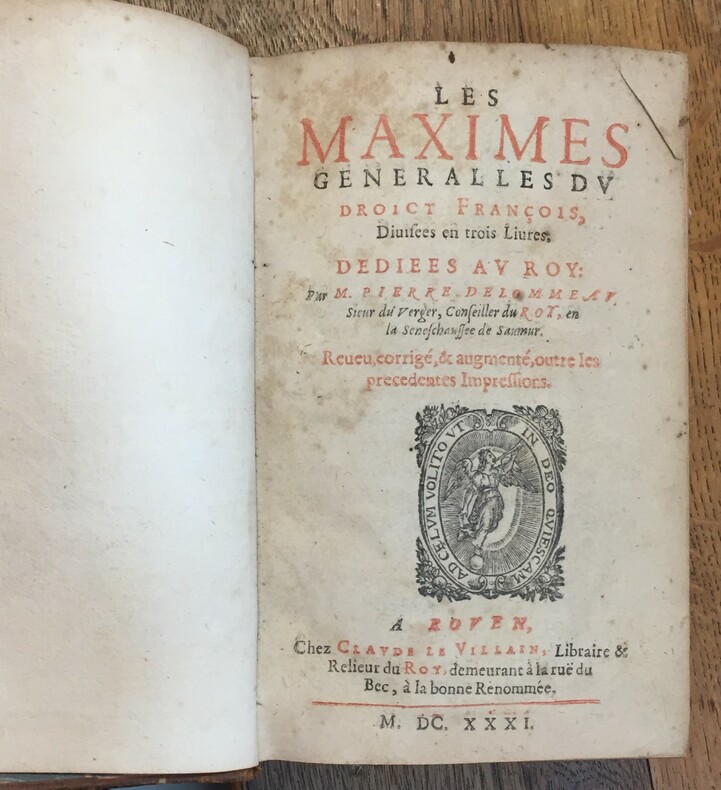 LES
MAXIMES
GENERALLES DV
DROICT FRANÇOIS,
Diuisees en trois Liures,
DEDIEES AV ROY:
Par M. PIERRE DELOMMEAV
Sieur du Verger, Conſeiller du ROY, en
la Seneſchauſſee de Saumur.
Reueu, corrigé, & augmenté, outre les
precedentes Impreſſions.
AD CELVM VOLITO VT IN DEO QVIESCAM
A ROVEN,
Chez CLAVDE LE VILLAIN, Libraire &
Relieur du ROY, demeurant à la ruë du
Bec, à la bonne Renommée.
M. DC. XXXI.